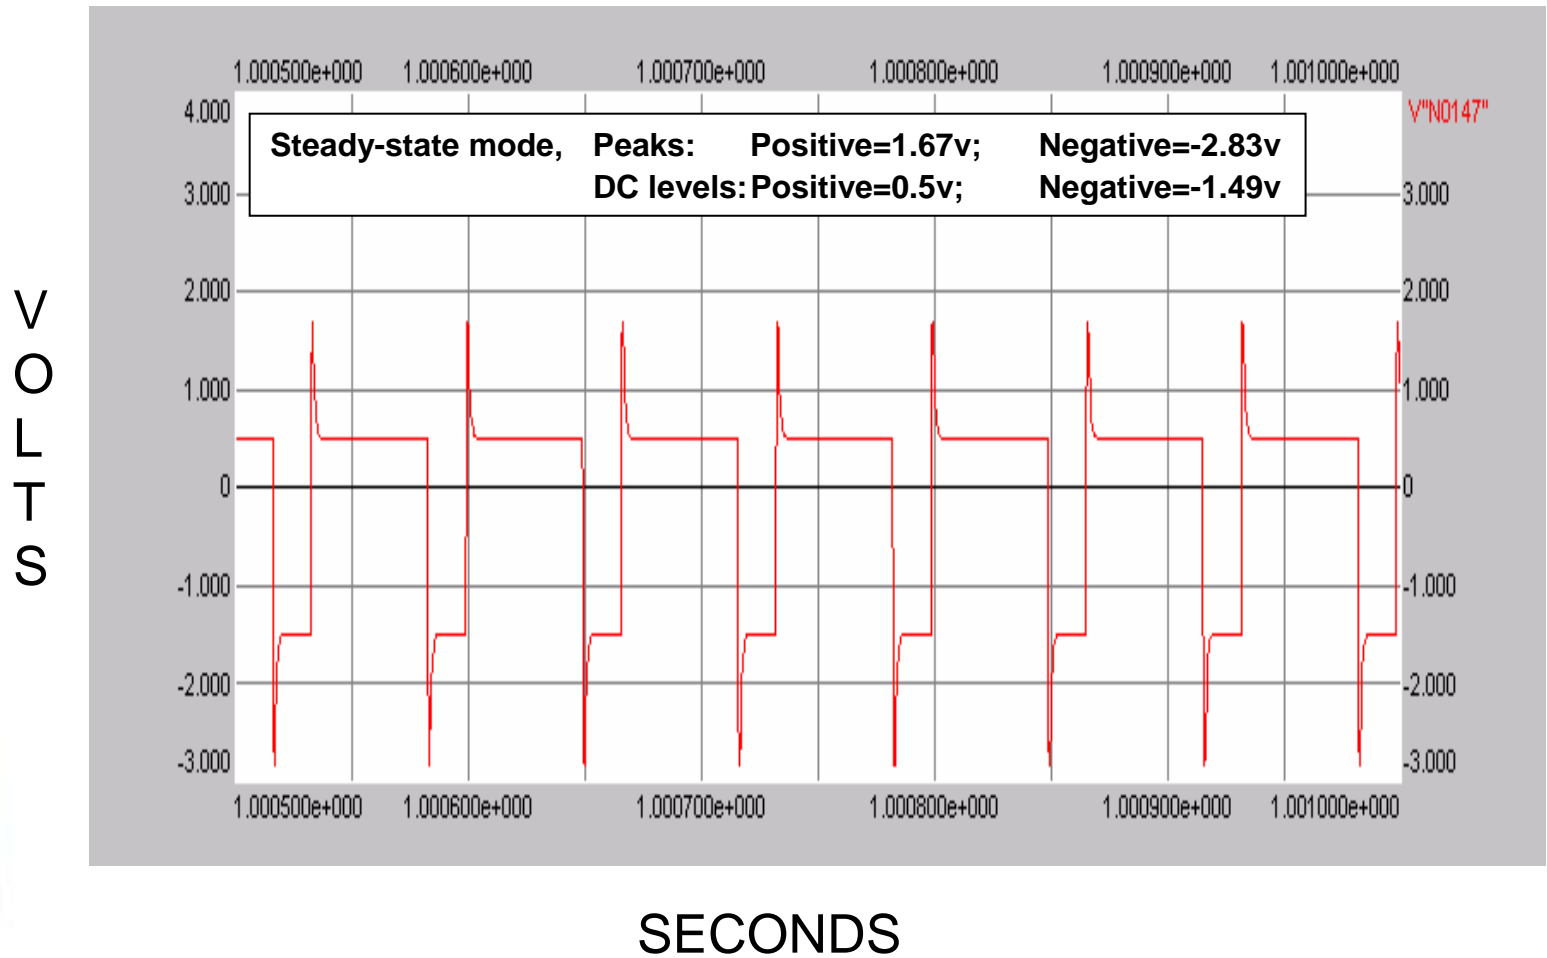 1.000500e+000 1.000600e+000 1.000700e+000 1.000800e+000 1.000900e+000 1.001000e+000
4.000 V"N0147"
Steady-state mode, Peaks: Positive=1.67v; Negative=-2.83v
DC levels: Positive=0.5v; Negative=-1.49v
3.000 3.000
2.000 2.000
1.000 1.000
0 0
-1.000 -1.000
-2.000 -2.000
-3.000 -3.000
1.000500e+000 1.000600e+000 1.000700e+000 1.000800e+000 1.000900e+000 1.001000e+000
VOLTS
SECONDS